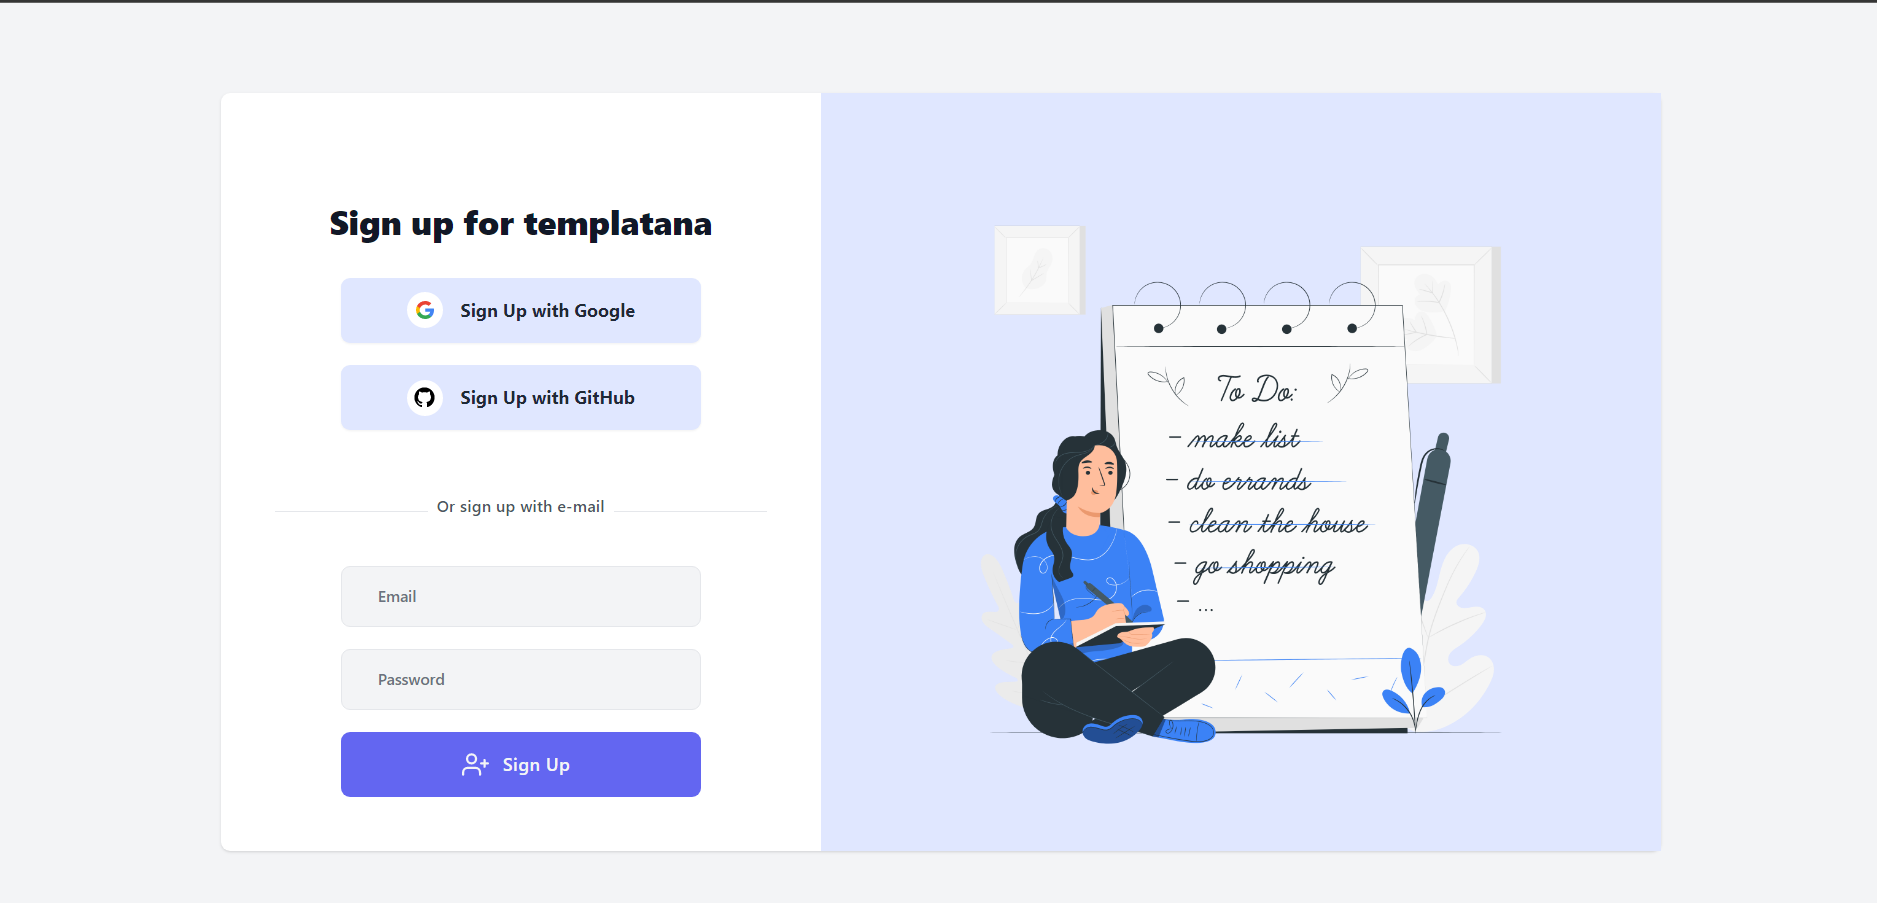 Sign up for templatana
Sign Up with Google
Sign Up with GitHub
Or sign up with e-mail
Email
Password
Sign Up
To Do:
- make list
- do errands
- clean the house
- go shopping
- ...